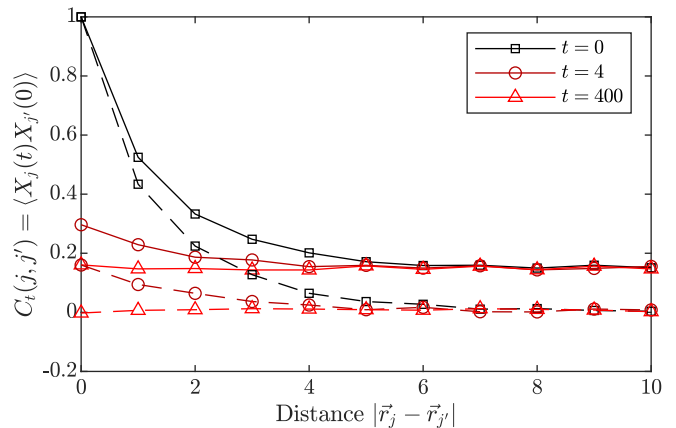 1
0.8
0.6
0.4
0.2
0
-0.2
0 2 4 6 8 10
C_t(j, j′) = ⟨X_j(t)X_{j′}(0)⟩
Distance |r⃗_j − r⃗_{j′}|
t = 0
t = 4
t = 400